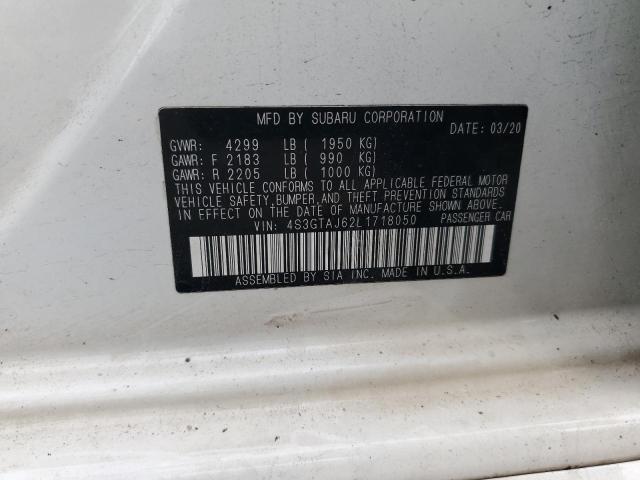 MFD BY SUBARU CORPORATION
DATE: 03/20
GVWR: 4299 LB ( 1950 KG)
GAWR: F 2183 LB ( 990 KG)
GAWR: R 2205 LB ( 1000 KG)
THIS VEHICLE CONFORMS TO ALL APPLICABLE FEDERAL MOTOR
VEHICLE SAFETY, BUMPER, AND THEFT PREVENTION STANDARDS
IN EFFECT ON THE DATE OF MANUFACTURE SHOWN ABOVE.
VIN: 4S3GTAJ62L1718050 PASSENGER CAR
ASSEMBLED BY SIA INC. MADE IN U.S.A.